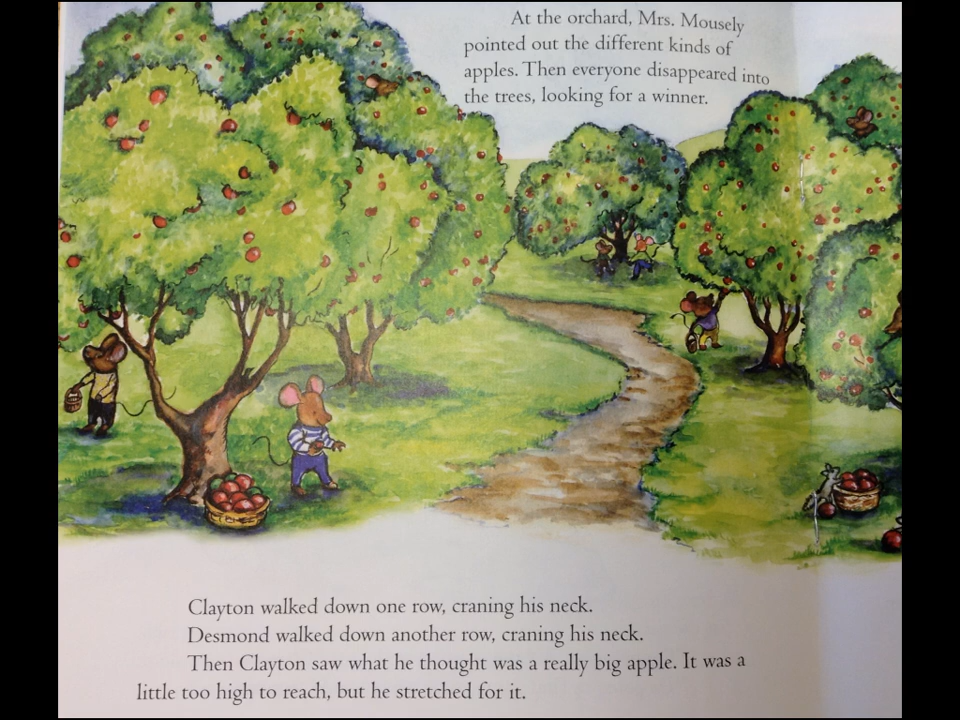 At the orchard, Mrs. Mousely
pointed out the different kinds of
apples. Then everyone disappeared into
the trees, looking for a winner.
Clayton walked down one row, craning his neck.
Desmond walked down another row, craning his neck.
Then Clayton saw what he thought was a really big apple. It was a
little too high to reach, but he stretched for it.